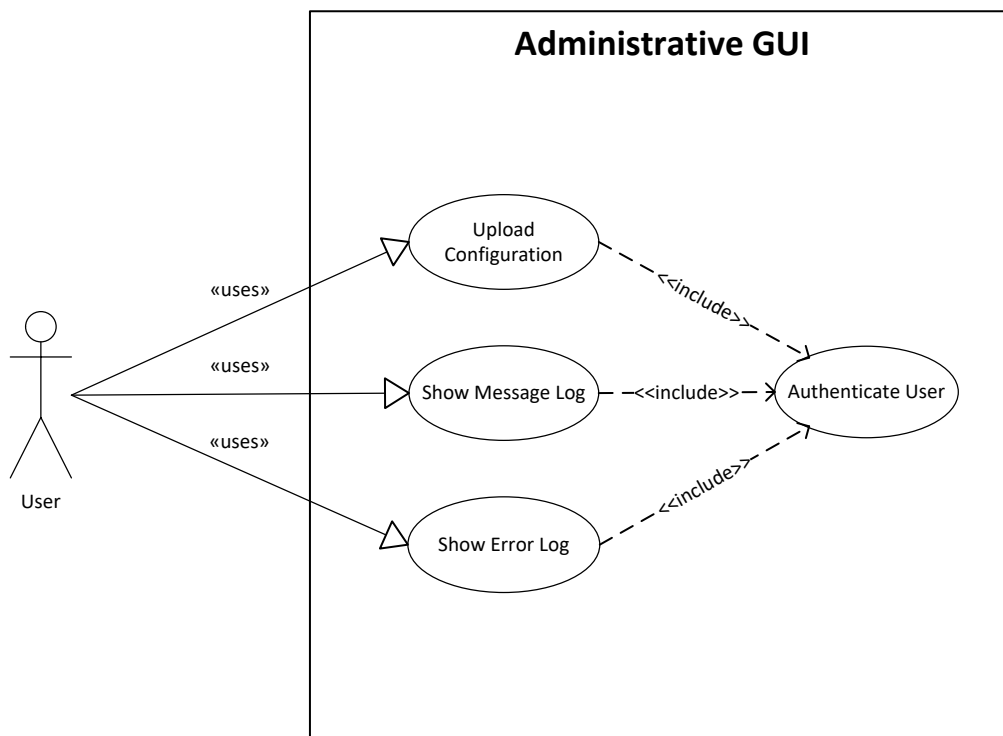 Administrative GUI
Upload
Configuration
«uses»
<<include>>
«uses»
Show Message Log
<<include>>
Authenticate User
«uses»
<<include>>
User
Show Error Log